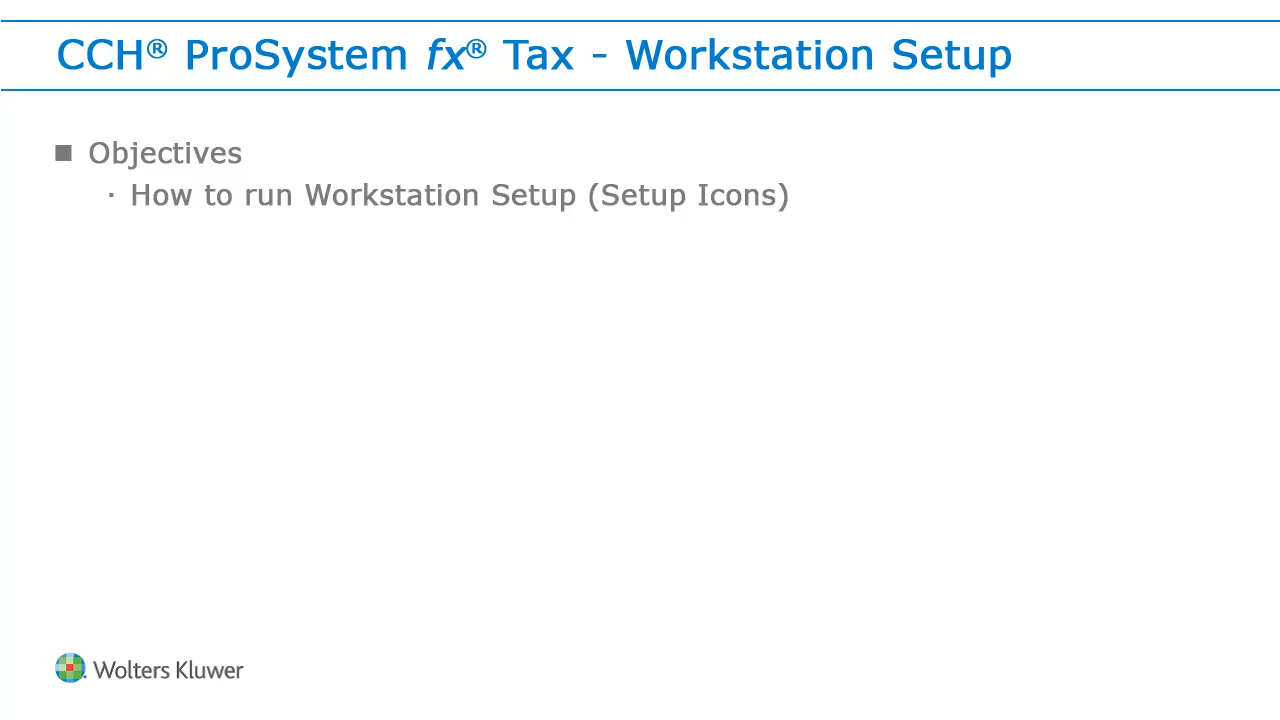 CCH® ProSystem fx® Tax - Workstation Setup
■ Objectives
· How to run Workstation Setup (Setup Icons)
Wolters Kluwer